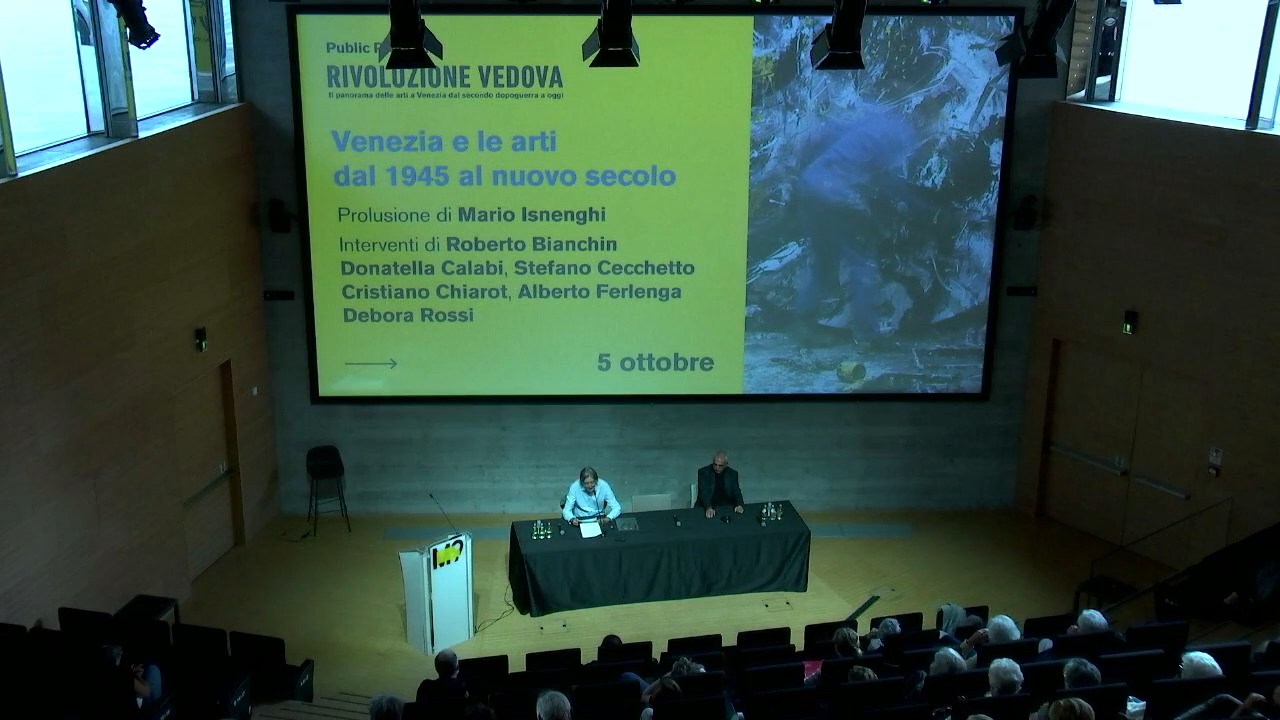 Public
RIVOLUZIONE VEDOVA
Il panorama delle arti a Venezia dal secondo dopoguerra a oggi
Venezia e le arti
dal 1945 al nuovo secolo
Prolusione di Mario Isnenghi
Interventi di Roberto Bianchin
Donatella Calabi, Stefano Cecchetto
Cristiano Chiarot, Alberto Ferlenga
Debora Rossi
5 ottobre
M9